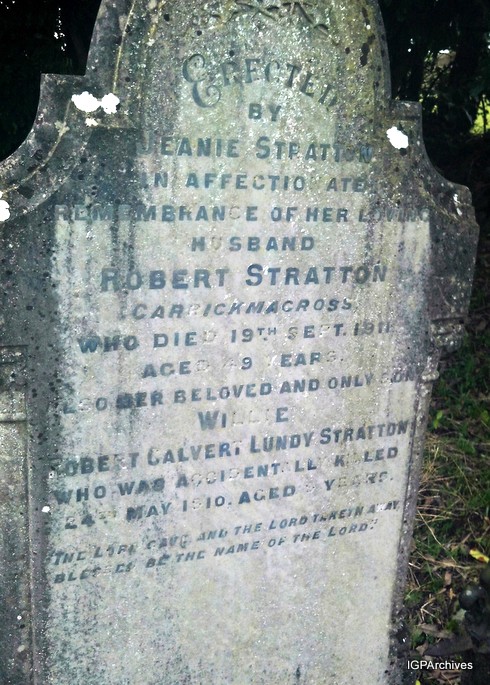 ERECTED
BY
JEANIE STRATTON
IN AFFECTIONATE
REMEMBRANCE OF HER LOVING
HUSBAND
ROBERT STRATTON
CARRICKMACROSS
WHO DIED 19TH SEPT. 1911
AGED 9 YEARS.
ALSO HER BELOVED AND ONLY SON
WILLIE
ROBERT CALVERT LUNDY STRATTON
WHO WAS ACCIDENTALLY KILLED
24TH MAY 1910. AGED YEARS.
"THE LORD GAVE AND THE LORD TAKETH AWAY
BLESSED BE THE NAME OF THE LORD"
IGPArchives